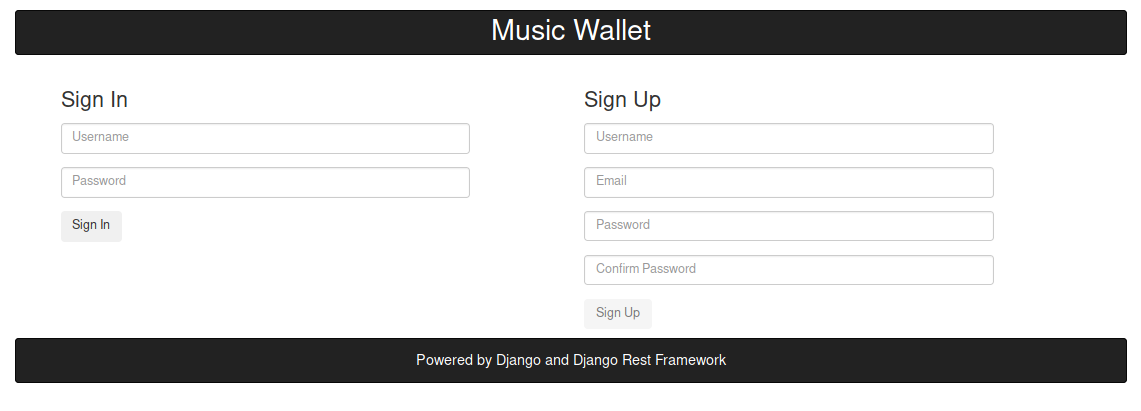 Music Wallet
Sign In
Username
Password
Sign In
Sign Up
Username
Email
Password
Confirm Password
Sign Up
Powered by Django and Django Rest Framework